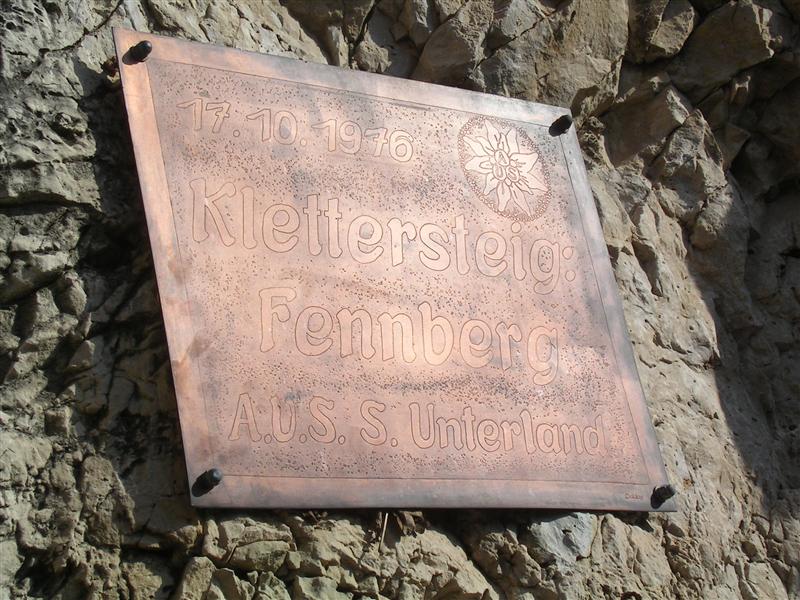 17.10.1976
Klettersteig:
Fennberg
A.V.S. S. Unterland